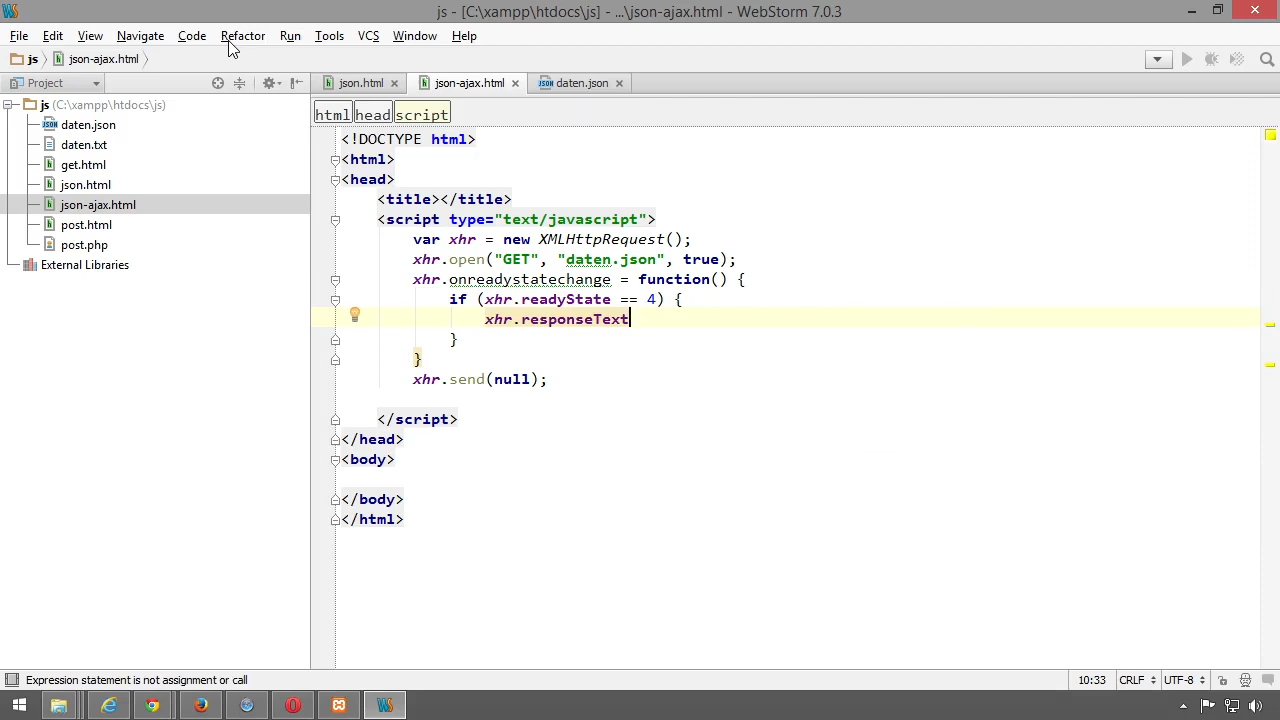 js - [C:\xampp\htdocs\js] - ...\json-ajax.html - WebStorm 7.0.3
File Edit View Navigate Code Refactor Run Tools VCS Window Help
js json-ajax.html
Project json.html json-ajax.html daten.json
js (C:\xampp\htdocs\js)
daten.json
daten.txt
get.html
json.html
json-ajax.html
post.html
post.php
External Libraries
html head script
<!DOCTYPE html>
<html>
<head>
<title></title>
<script type="text/javascript">
var xhr = new XMLHttpRequest();
xhr.open("GET", "daten.json", true);
xhr.onreadystatechange = function() {
if (xhr.readyState == 4) {
xhr.responseText
}
}
xhr.send(null);
</script>
</head>
<body>
</body>
</html>
Expression statement is not assignment or call 10:33 CRLF UTF-8